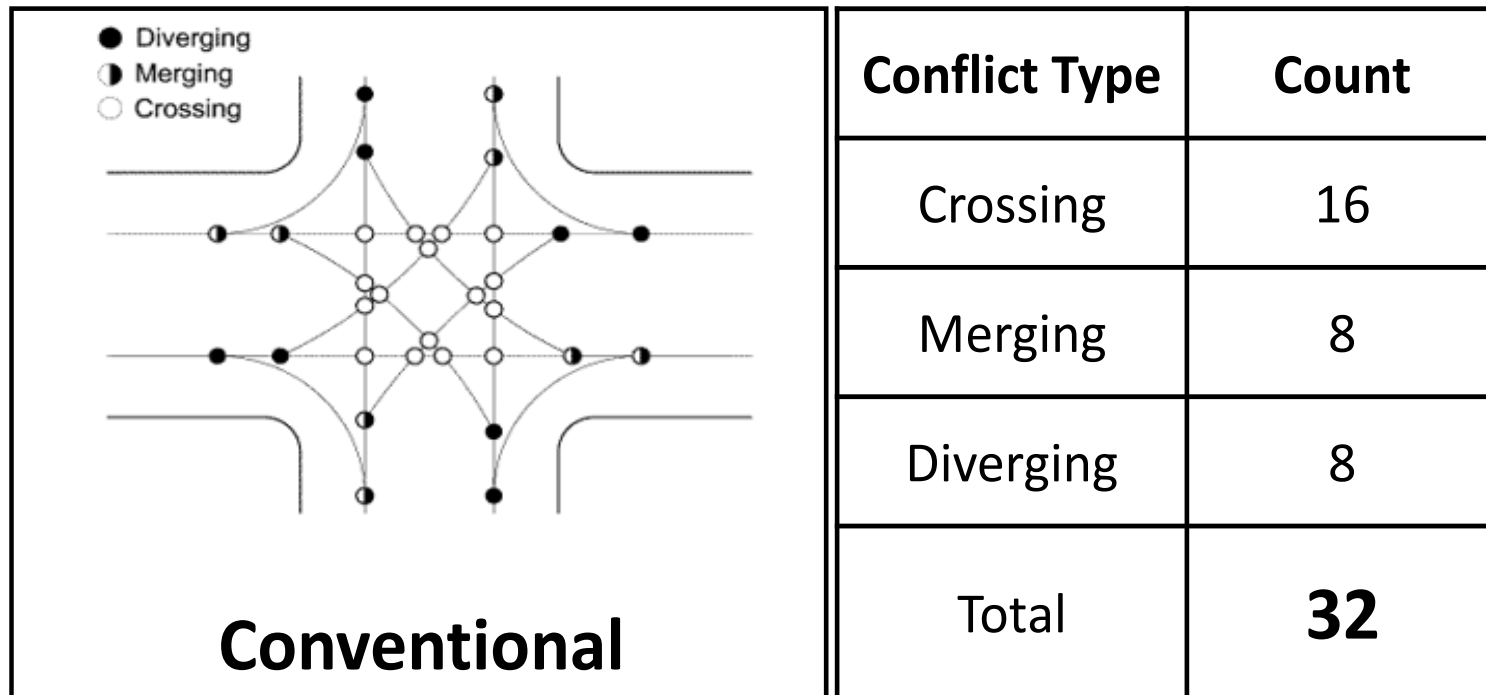 Diverging
Merging
Crossing
Conventional
Conflict Type Count
Crossing 16
Merging 8
Diverging 8
Total 32